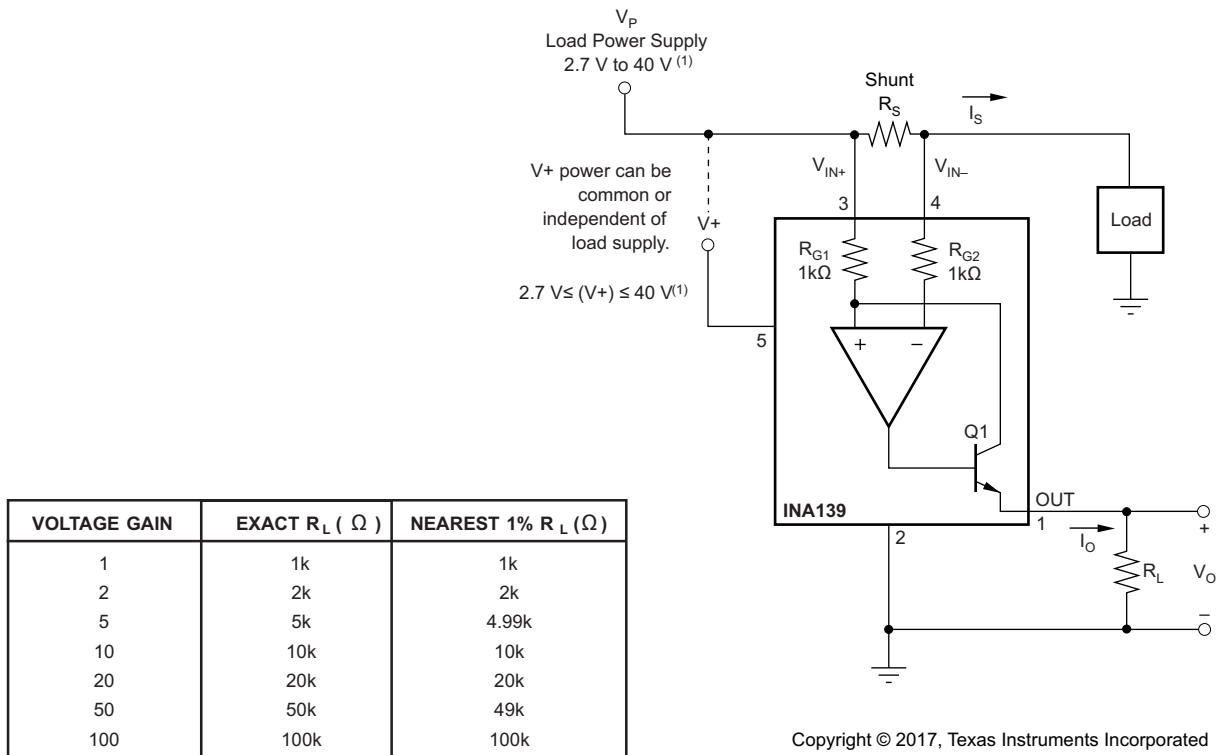 V_P
Load Power Supply
2.7 V to 40 V (1)
Shunt
R_S
I_S
V+ power can be
common or
independent of
load supply.
V+
2.7 V≤ (V+) ≤ 40 V(1)
V_IN+
V_IN–
3
4
Load
R_G1
1kΩ
R_G2
1kΩ
5
+
–
Q1
INA139
OUT
1
2
I_O
R_L
+
V_O
–
VOLTAGE GAIN EXACT R_L ( Ω ) NEAREST 1% R_L (Ω)
1 1k 1k
2 2k 2k
5 5k 4.99k
10 10k 10k
20 20k 20k
50 50k 49k
100 100k 100k
Copyright © 2017, Texas Instruments Incorporated